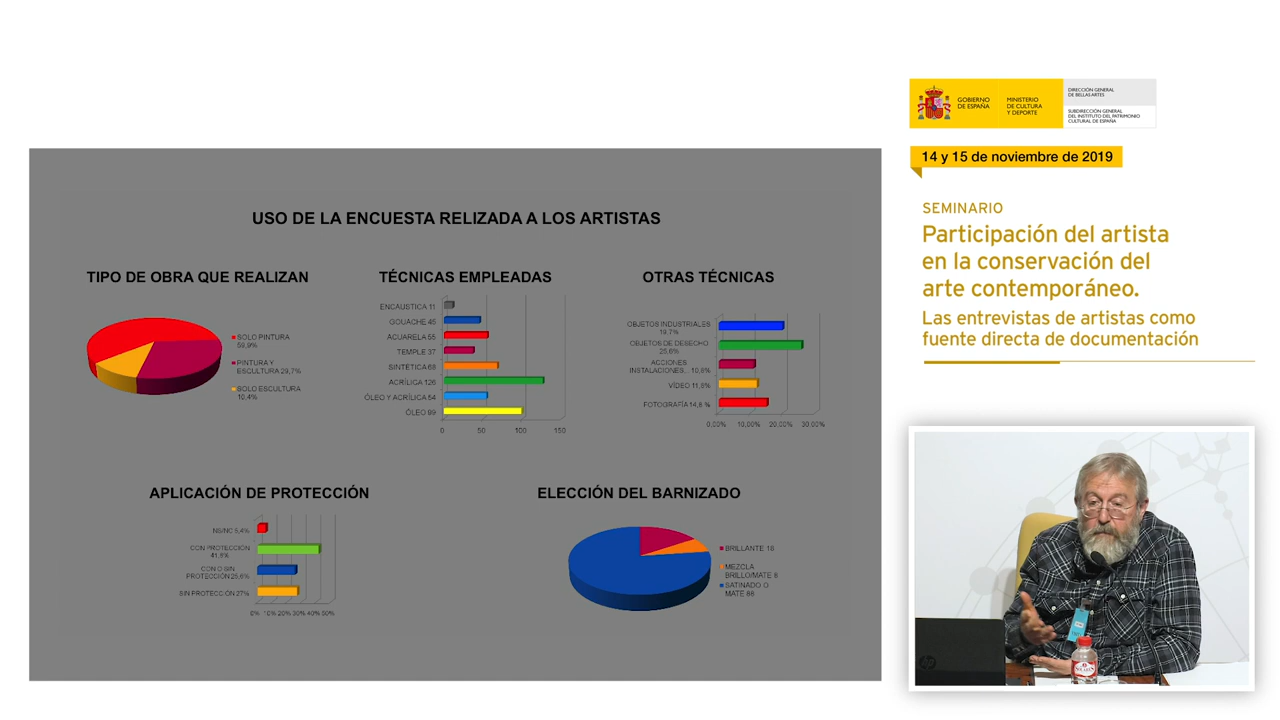 GOBIERNO
DE ESPAÑA
MINISTERIO
DE CULTURA
Y DEPORTE
DIRECCIÓN GENERAL
DE BELLAS ARTES
SUBDIRECCIÓN GENERAL
DEL INSTITUTO DEL PATRIMONIO
CULTURAL DE ESPAÑA
14 y 15 de noviembre de 2019
SEMINARIO
Participación del artista
en la conservación del
arte contemporáneo.
Las entrevistas de artistas como
fuente directa de documentación
USO DE LA ENCUESTA RELIZADA A LOS ARTISTAS
TIPO DE OBRA QUE REALIZAN
SOLO PINTURA
59,9%
PINTURA Y
ESCULTURA 29,7%
SOLO ESCULTURA
10,4%
TÉCNICAS EMPLEADAS
ENCAUSTICA 11
GOUACHE 45
ACUARELA 55
TEMPLE 37
SINTETICA 68
ACRÍLICA 126
ÓLEO Y ACRÍLICA 54
ÓLEO 99
0 50 100 150
OTRAS TÉCNICAS
OBJETOS INDUSTRIALES
19,7%
OBJETOS DE DESECHO
25,6%
ACCIONES
INSTALACIONES... 10,8%
VÍDEO 11,8%
FOTOGRAFÍA 14,8 %
0,00% 10,00% 20,00% 30,00%
APLICACIÓN DE PROTECCIÓN
NS/NC 5,4%
CON PROTECCIÓN
41,9%
CON O SIN
PROTECCIÓN 25,6%
SIN PROTECCIÓN 27%
0% 10% 20% 30% 40% 50%
ELECCIÓN DEL BARNIZADO
BRILLANTE 18
MEZCLA
BRILLO/MATE 8
SATINADO O
MATE 88